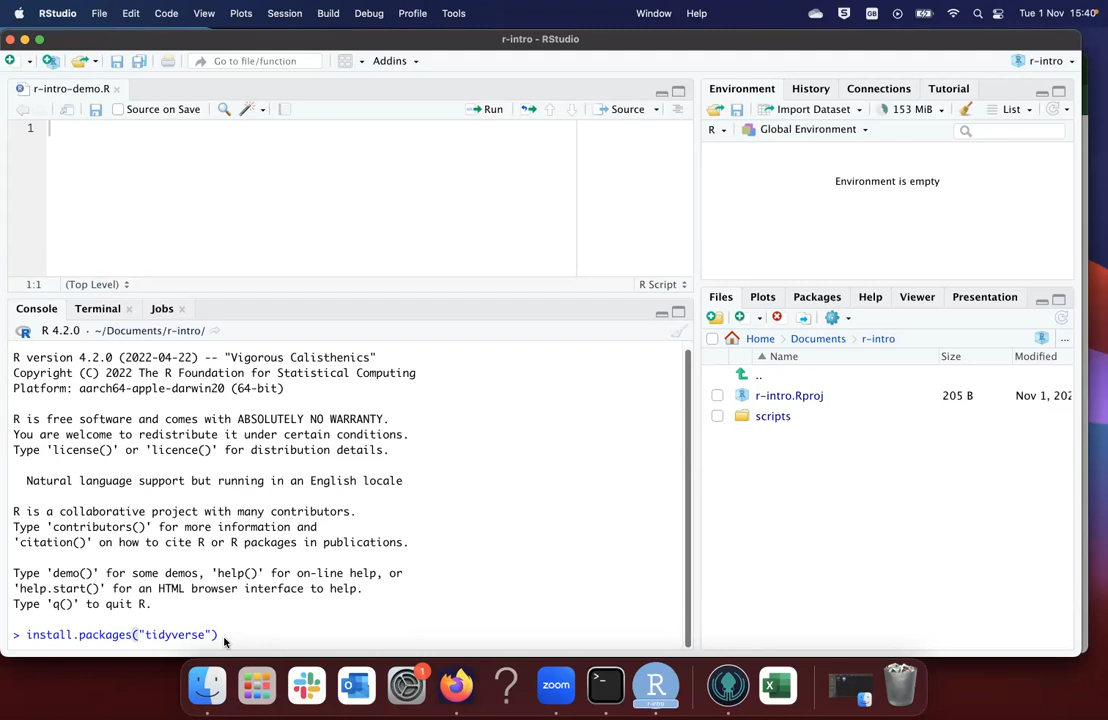 RStudio File Edit Code View Plots Session Build Debug Profile Tools Window Help Tue 1 Nov 15:40
r-intro - RStudio
Go to file/function Addins r-intro
r-intro-demo.R
Source on Save Run Source
1
1:1 (Top Level) R Script
Console Terminal Jobs
R 4.2.0 · ~/Documents/r-intro/
R version 4.2.0 (2022-04-22) -- "Vigorous Calisthenics"
Copyright (C) 2022 The R Foundation for Statistical Computing
Platform: aarch64-apple-darwin20 (64-bit)
R is free software and comes with ABSOLUTELY NO WARRANTY.
You are welcome to redistribute it under certain conditions.
Type 'license()' or 'licence()' for distribution details.
Natural language support but running in an English locale
R is a collaborative project with many contributors.
Type 'contributors()' for more information and
'citation()' on how to cite R or R packages in publications.
Type 'demo()' for some demos, 'help()' for on-line help, or
'help.start()' for an HTML browser interface to help.
Type 'q()' to quit R.
> install.packages("tidyverse")
Environment History Connections Tutorial
Import Dataset 153 MiB List
R Global Environment
Environment is empty
Files Plots Packages Help Viewer Presentation
Home Documents r-intro ...
Name Size Modified
..
r-intro.Rproj 205 B Nov 1, 202
scripts
1
zoom
>_
R
r-intro
X